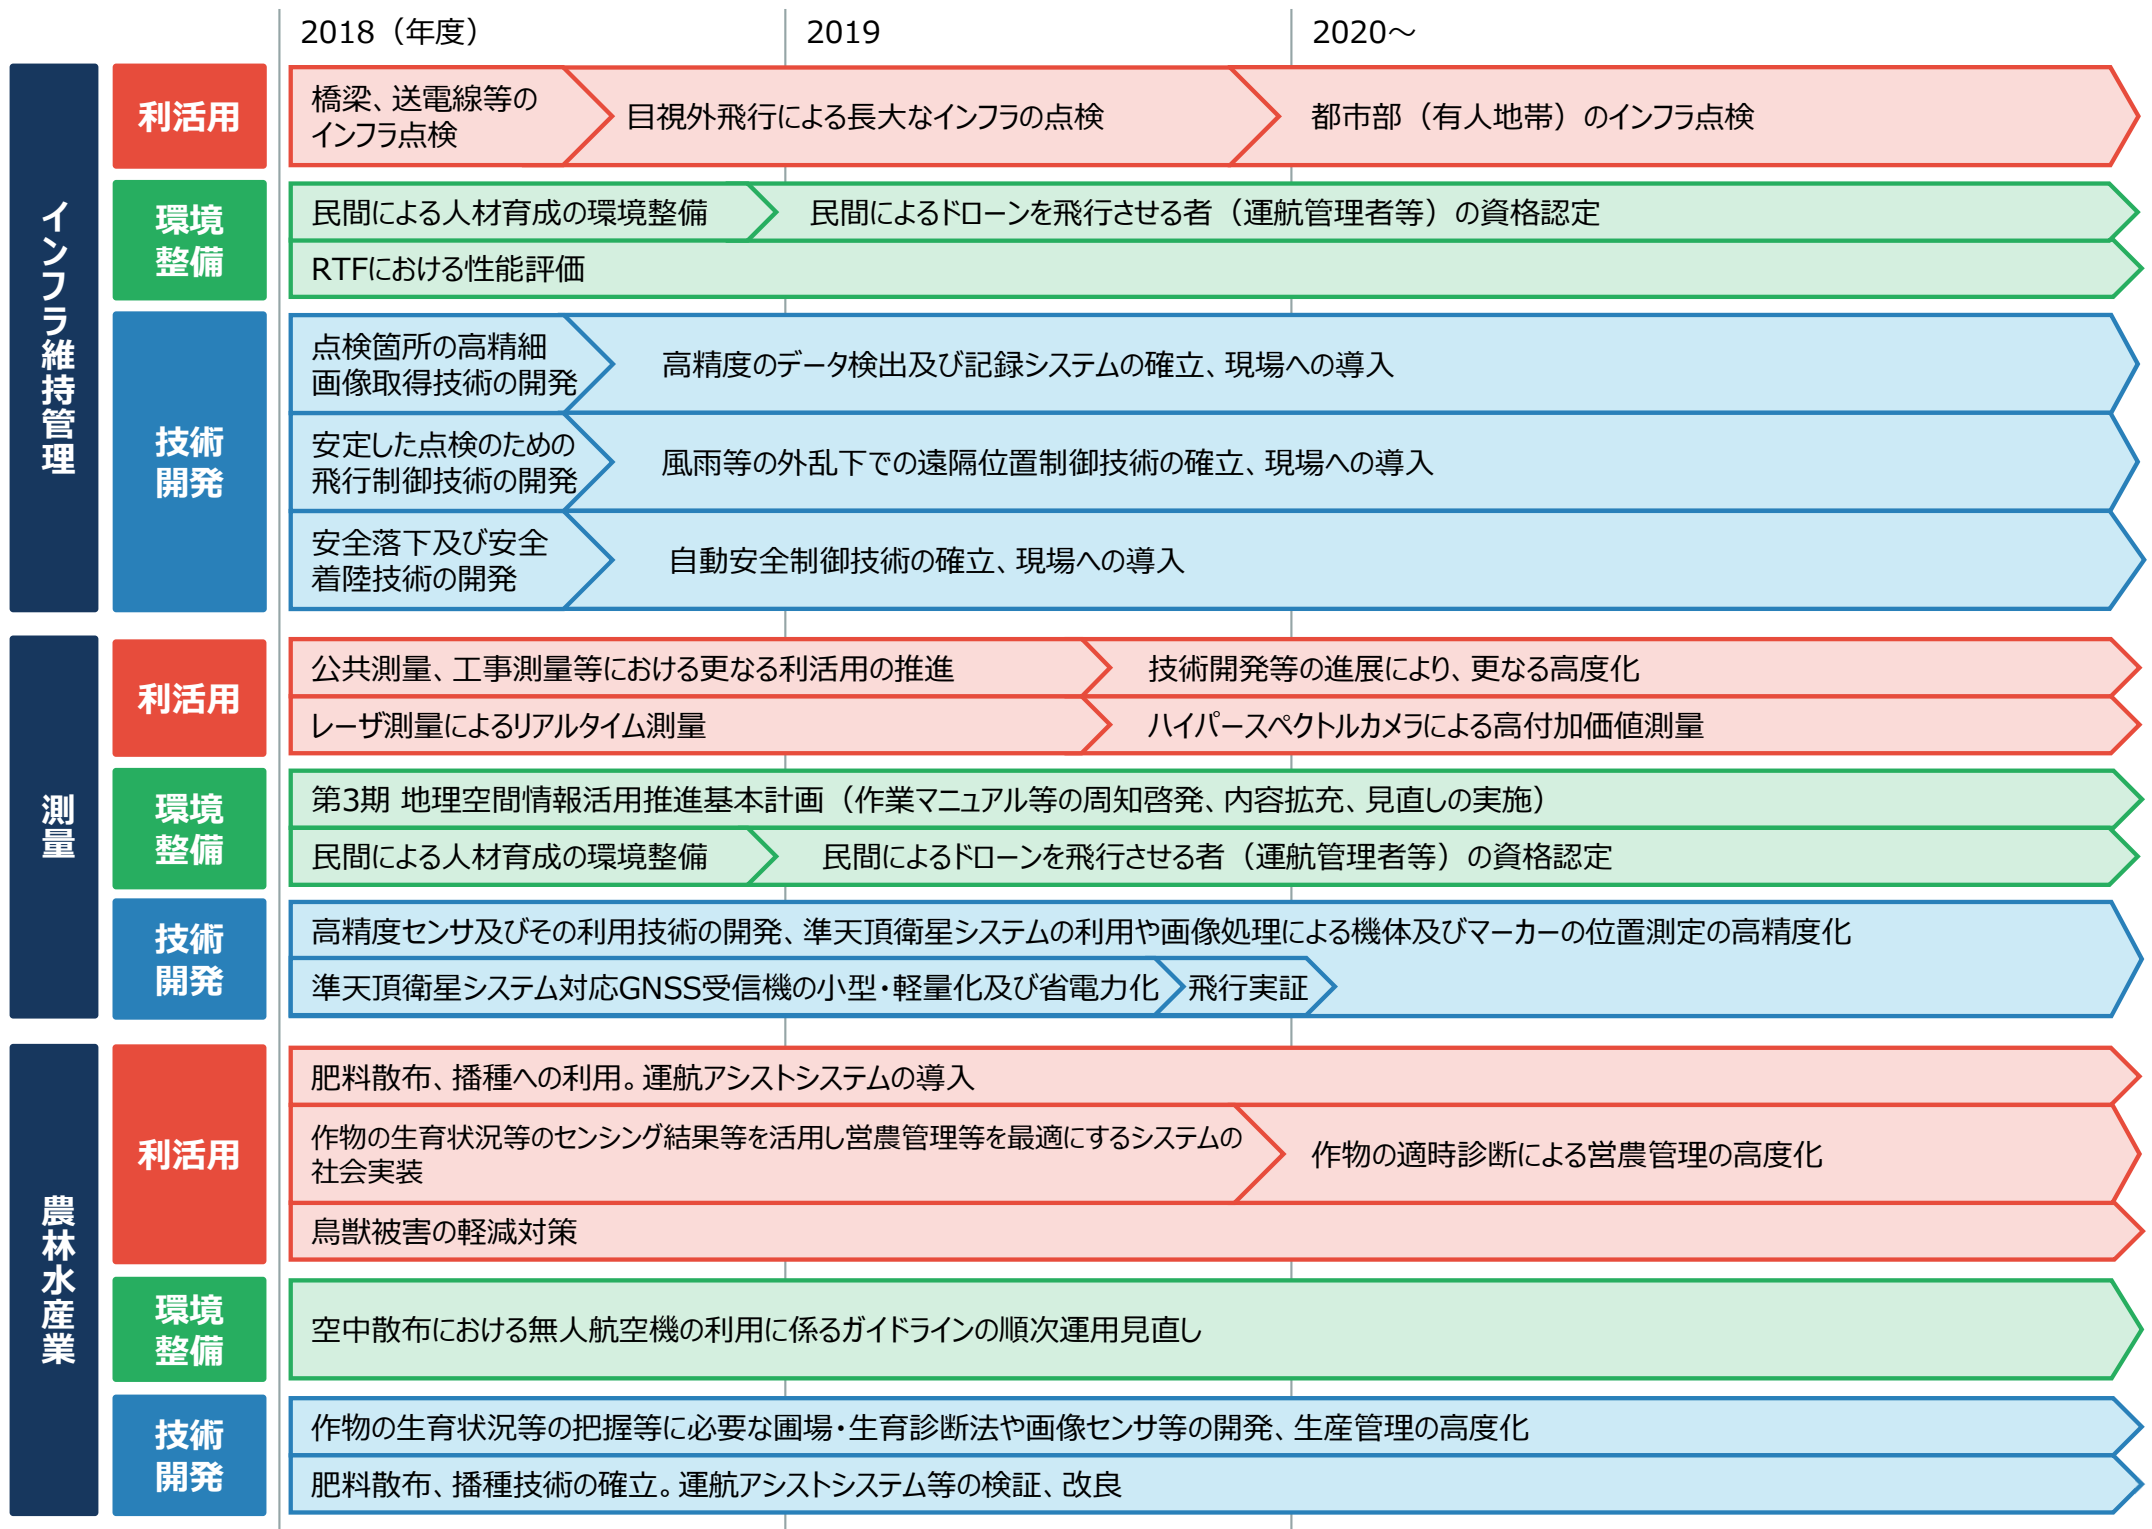 2018（年度）
2019
2020～
インフラ維持管理
利活用
橋梁、送電線等の
インフラ点検
目視外飛行による長大なインフラの点検
都市部（有人地帯）のインフラ点検
環境
整備
民間による人材育成の環境整備
民間によるドローンを飛行させる者（運航管理者等）の資格認定
RTFにおける性能評価
技術
開発
点検箇所の高精細
画像取得技術の開発
高精度のデータ検出及び記録システムの確立、現場への導入
安定した点検のための
飛行制御技術の開発
風雨等の外乱下での遠隔位置制御技術の確立、現場への導入
安全落下及び安全
着陸技術の開発
自動安全制御技術の確立、現場への導入
測量
利活用
公共測量、工事測量等における更なる利活用の推進
技術開発等の進展により、更なる高度化
レーザ測量によるリアルタイム測量
ハイパースペクトルカメラによる高付加価値測量
環境
整備
第3期 地理空間情報活用推進基本計画（作業マニュアル等の周知啓発、内容拡充、見直しの実施）
民間による人材育成の環境整備
民間によるドローンを飛行させる者（運航管理者等）の資格認定
技術
開発
高精度センサ及びその利用技術の開発、準天頂衛星システムの利用や画像処理による機体及びマーカーの位置測定の高精度化
準天頂衛星システム対応GNSS受信機の小型・軽量化及び省電力化
飛行実証
農林水産業
利活用
肥料散布、播種への利用。運航アシストシステムの導入
作物の生育状況等のセンシング結果等を活用し営農管理等を最適にするシステムの
社会実装
作物の適時診断による営農管理の高度化
鳥獣被害の軽減対策
環境
整備
空中散布における無人航空機の利用に係るガイドラインの順次運用見直し
技術
開発
作物の生育状況等の把握等に必要な圃場・生育診断法や画像センサ等の開発、生産管理の高度化
肥料散布、播種技術の確立。運航アシストシステム等の検証、改良